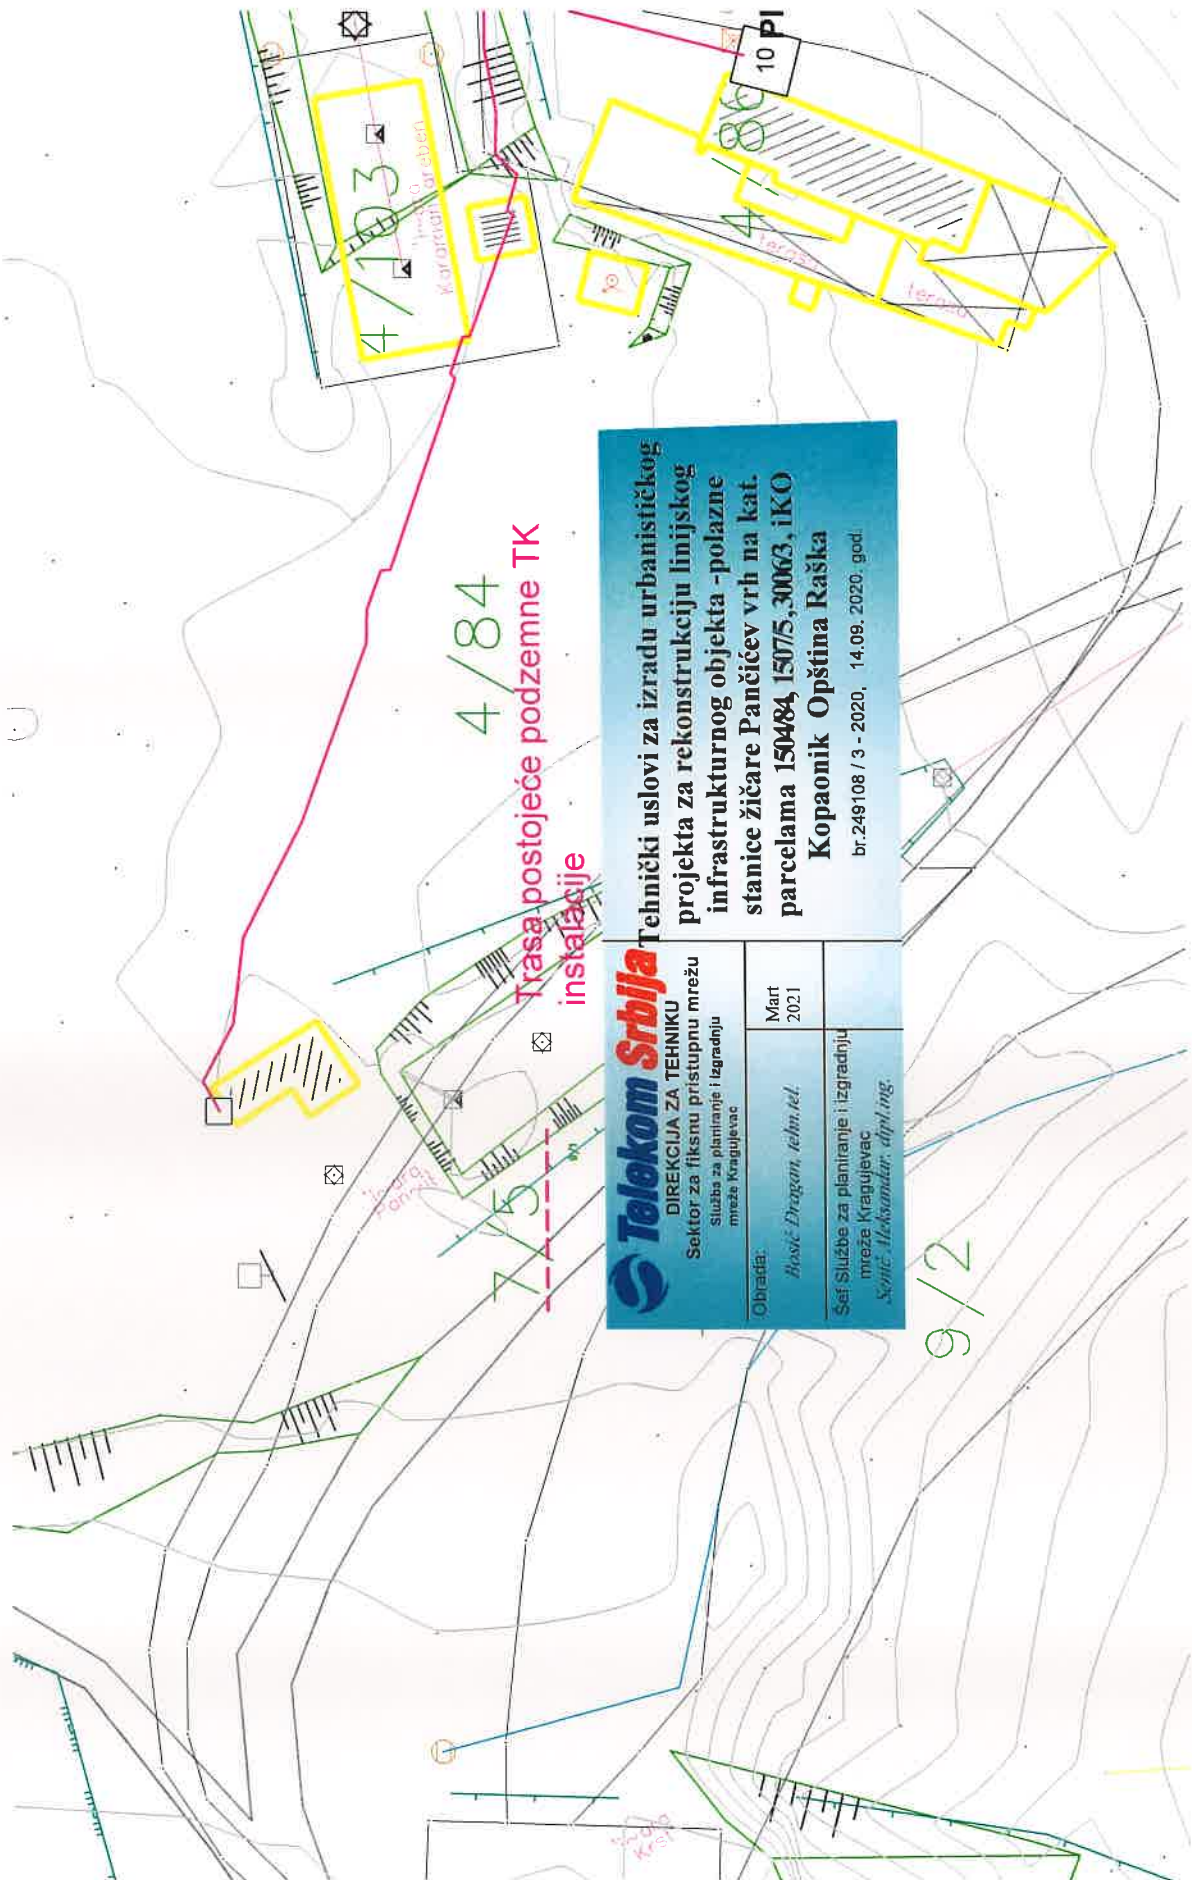 10 Pl
4/103
4/86
terasa
terasa
4/84
Trasa postojeće podzemne TK
instalacije
7/5
9/2
Telekom Srbija
DIREKCIJA ZA TEHNIKU
Sektor za fiksnu pristupnu mrežu
Služba za planiranje i izgradnju
mreže Kragujevac
Obrada:
Bosić Dragan, tehn.tel.
Mart
2021
Šef Službe za planiranje i izgradnju
mreže Kragujevac
Senić Aleksandar, dipl.ing.
Tehnički uslovi za izradu urbanističkog
projekta za rekonstrukciju linijskog
infrastrukturnog objekta -polazne
stanice žičare Pančićev vrh na kat.
parcelama 1504/84, 1507/5,3006/3, iKO
Kopaonik Opština Raška
br.249108 / 3 - 2020, 14.09. 2020. god.
Krst